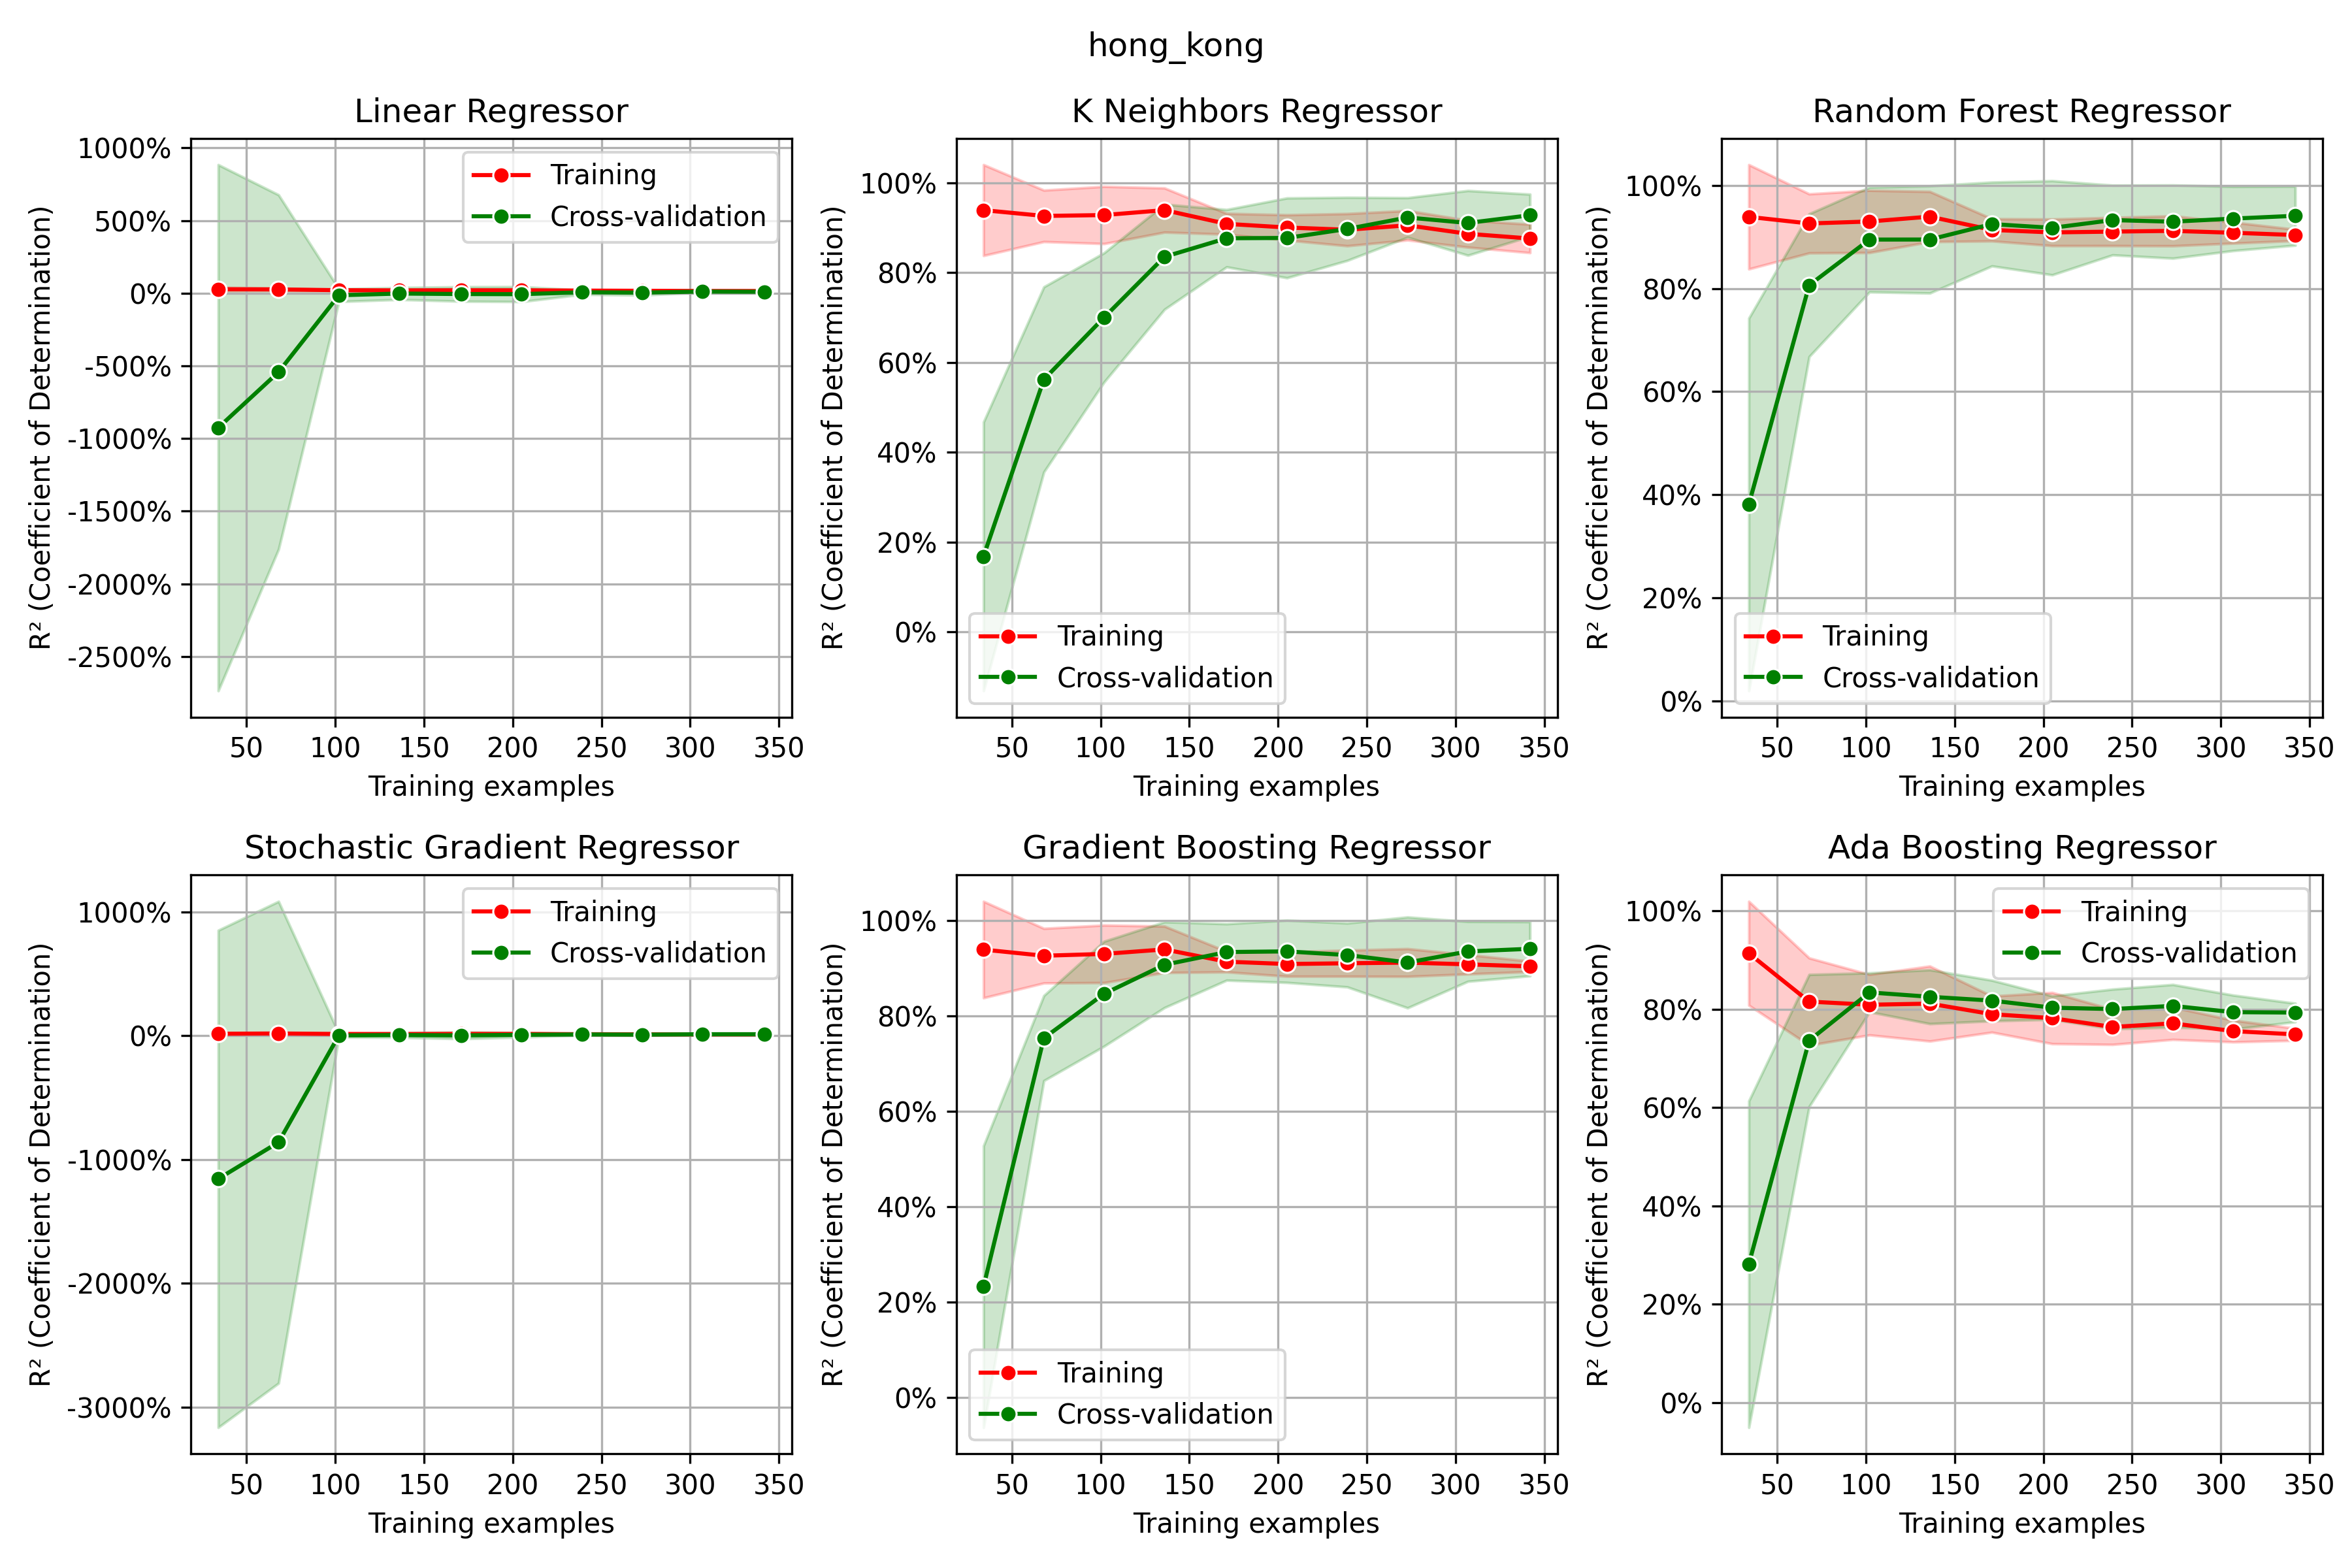 hong_kong
Linear Regressor
1000%
500%
0%
-500%
-1000%
-1500%
-2000%
-2500%
R² (Coefficient of Determination)
Training
Cross-validation
50 100 150 200 250 300 350
Training examples
K Neighbors Regressor
100%
80%
60%
40%
20%
0%
R² (Coefficient of Determination)
Training
Cross-validation
50 100 150 200 250 300 350
Training examples
Random Forest Regressor
100%
80%
60%
40%
20%
0%
R² (Coefficient of Determination)
Training
Cross-validation
50 100 150 200 250 300 350
Training examples
Stochastic Gradient Regressor
1000%
0%
-1000%
-2000%
-3000%
R² (Coefficient of Determination)
Training
Cross-validation
50 100 150 200 250 300 350
Training examples
Gradient Boosting Regressor
100%
80%
60%
40%
20%
0%
R² (Coefficient of Determination)
Training
Cross-validation
50 100 150 200 250 300 350
Training examples
Ada Boosting Regressor
100%
80%
60%
40%
20%
0%
R² (Coefficient of Determination)
Training
Cross-validation
50 100 150 200 250 300 350
Training examples